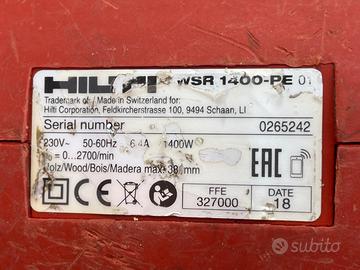 HILTI WSR 1400-PE 01
Trademark of / Made in Switzerland for:
Hilti Corporation, Feldkircherstrasse 100, 9494 Schaan, LI
Serial number 0265242
230V~ 50-60Hz 6,4A 1400W
=0...2700/min
Holz/Wood/Bois/Madera max. 38 mm
EAC
FFE
327000
DATE
18
subito